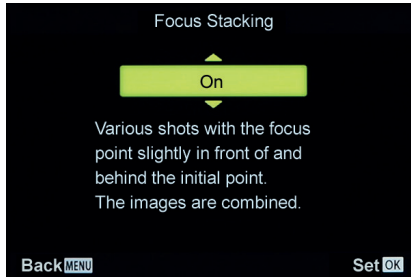 Focus Stacking
On
Various shots with the focus
point slightly in front of and
behind the initial point.
The images are combined.
Back MENU
Set OK